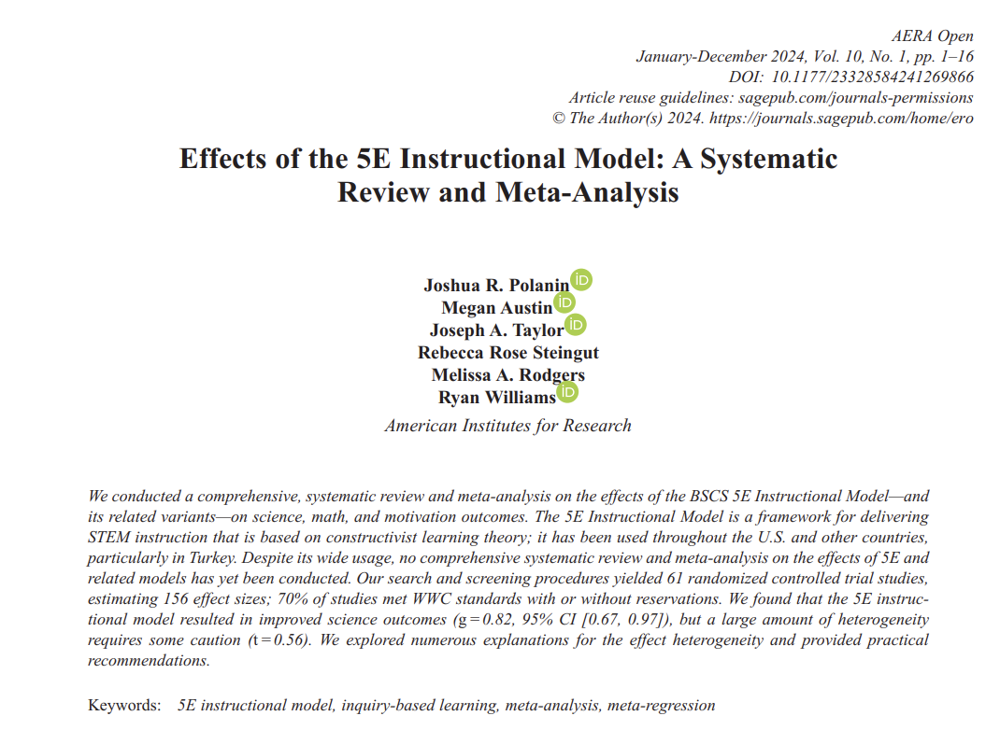 AERA Open
January-December 2024, Vol. 10, No. 1, pp. 1–16
DOI: 10.1177/23328584241269866
Article reuse guidelines: sagepub.com/journals-permissions
© The Author(s) 2024. https://journals.sagepub.com/home/ero
Effects of the 5E Instructional Model: A Systematic
Review and Meta-Analysis
Joshua R. Polanin iD
Megan Austin iD
Joseph A. Taylor iD
Rebecca Rose Steingut
Melissa A. Rodgers
Ryan Williams iD
American Institutes for Research
We conducted a comprehensive, systematic review and meta-analysis on the effects of the BSCS 5E Instructional Model—and
its related variants—on science, math, and motivation outcomes. The 5E Instructional Model is a framework for delivering
STEM instruction that is based on constructivist learning theory; it has been used throughout the U.S. and other countries,
particularly in Turkey. Despite its wide usage, no comprehensive systematic review and meta-analysis on the effects of 5E and
related models has yet been conducted. Our search and screening procedures yielded 61 randomized controlled trial studies,
estimating 156 effect sizes; 70% of studies met WWC standards with or without reservations. We found that the 5E instruc-
tional model resulted in improved science outcomes (g = 0.82, 95% CI [0.67, 0.97]), but a large amount of heterogeneity
requires some caution (t = 0.56). We explored numerous explanations for the effect heterogeneity and provided practical
recommendations.
Keywords: 5E instructional model, inquiry-based learning, meta-analysis, meta-regression